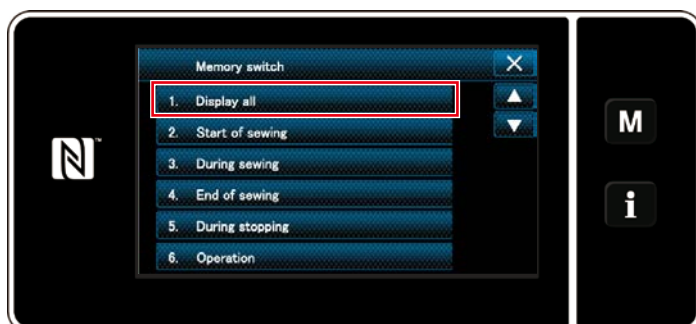 Memory switch
1. Display all
2. Start of sewing
3. During sewing
4. End of sewing
5. During stopping
6. Operation
M
i